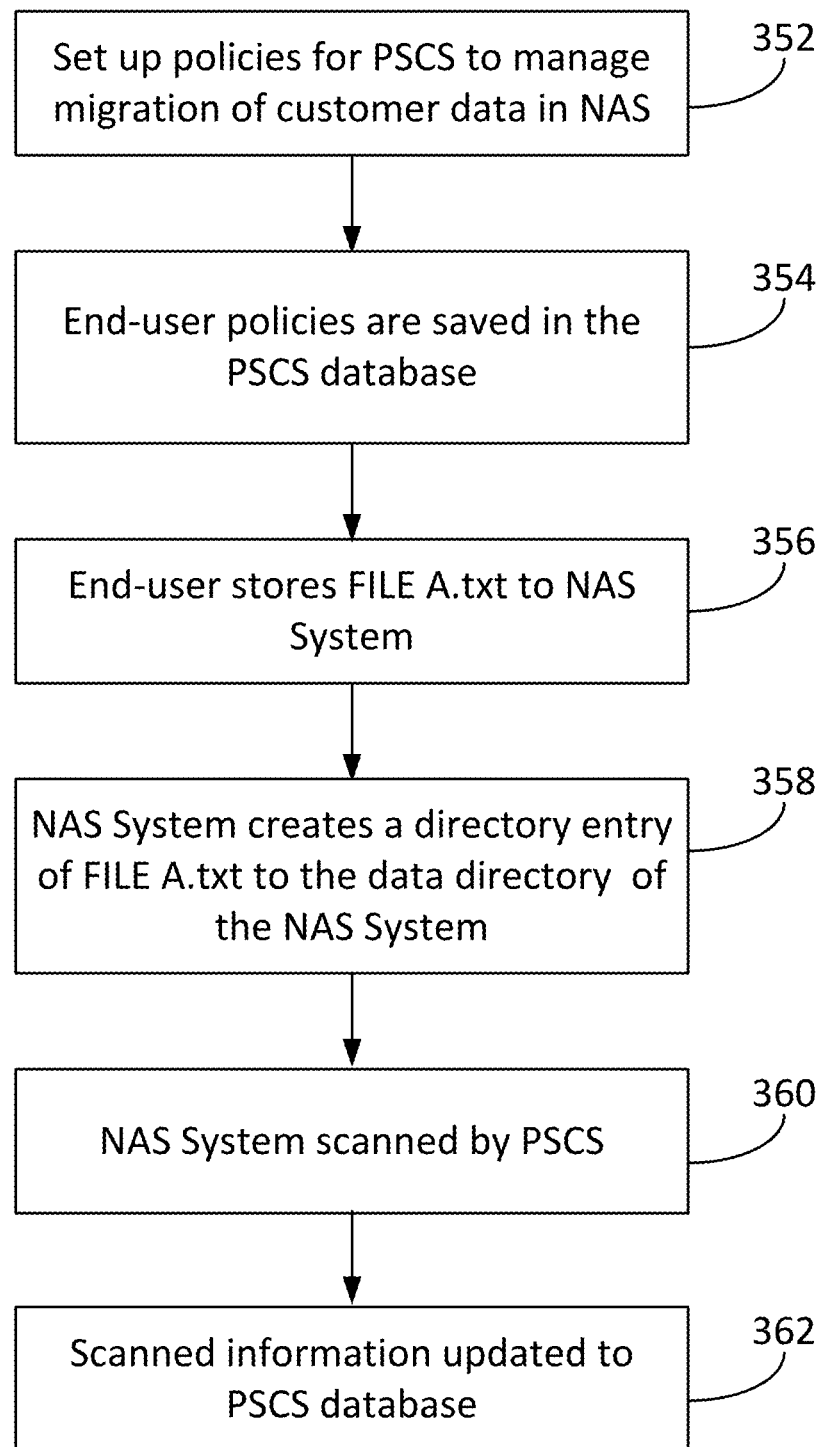 352
Set up policies for PSCS to manage
migration of customer data in NAS
354
End-user policies are saved in the
PSCS database
356
End-user stores FILE A.txt to NAS
System
358
NAS System creates a directory entry
of FILE A.txt to the data directory of
the NAS System
360
NAS System scanned by PSCS
362
Scanned information updated to
PSCS database